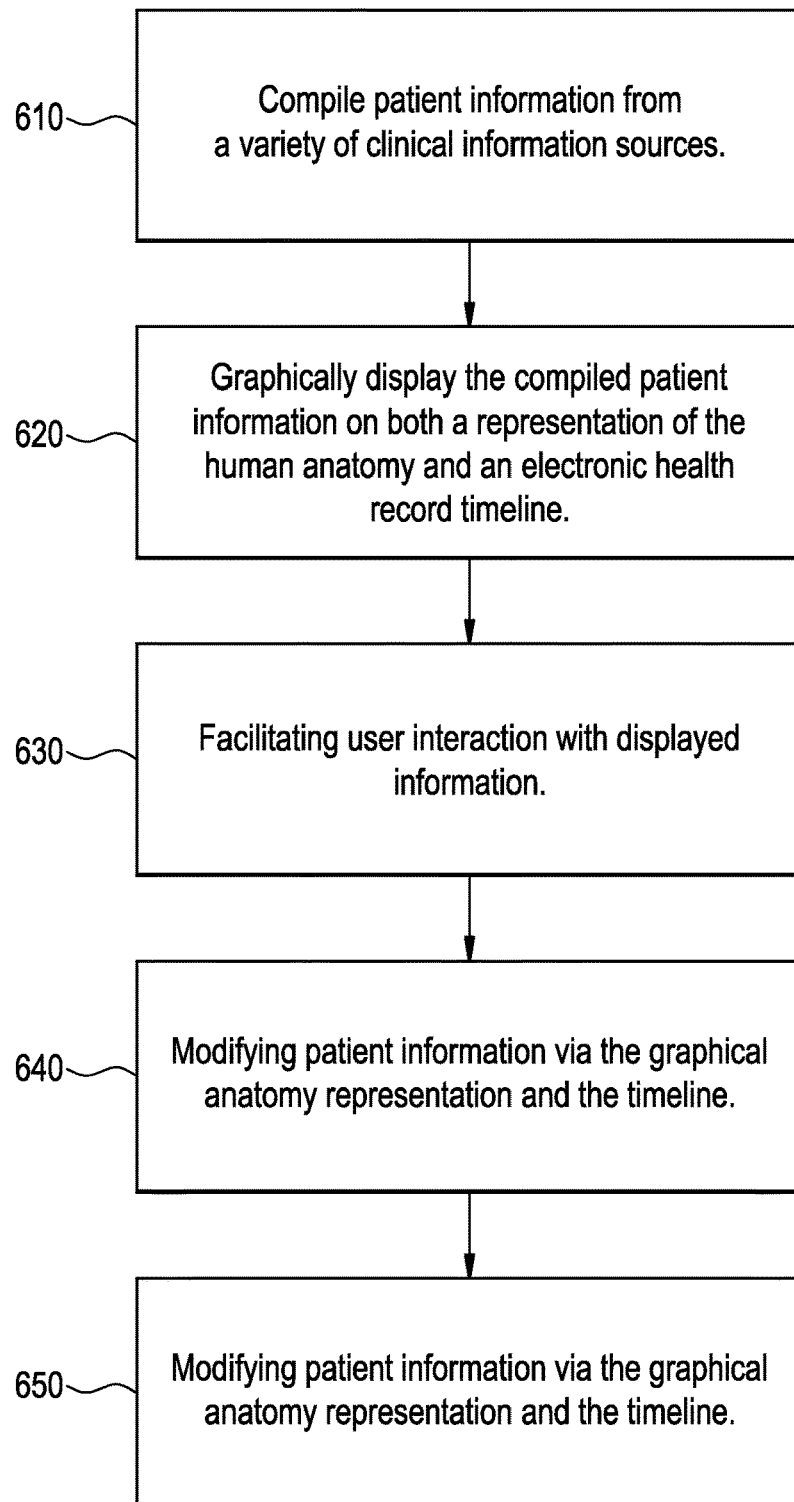 610
Compile patient information from
a variety of clinical information sources.
620
Graphically display the compiled patient
information on both a representation of the
human anatomy and an electronic health
record timeline.
630
Facilitating user interaction with displayed
information.
640
Modifying patient information via the graphical
anatomy representation and the timeline.
650
Modifying patient information via the graphical
anatomy representation and the timeline.